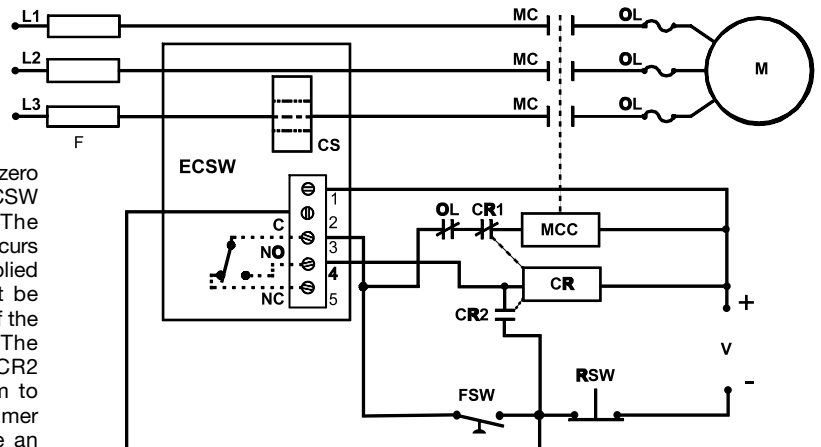 L1
MC
OL
L2
MC
OL
M
L3
MC
OL
F
CS
ECSW
zero
CSW
The
curs
plied
t be
f the
The
CR2
n to
mer
e an
1
C
2
3
NO
4
NC
5
OL
CR1
MCC
CR
CR2
+
V
-
FSW
RSW